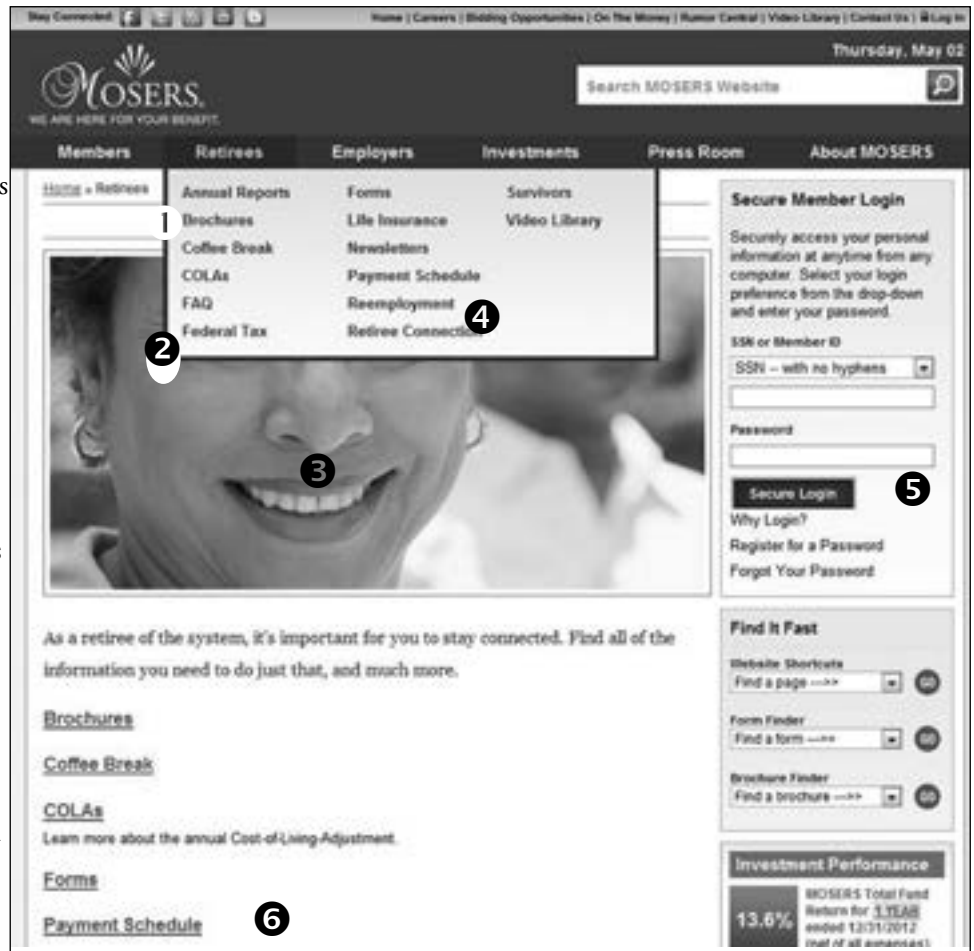 Stay Connected:
Home | Careers | Bidding Opportunities | On The Money | Rumor Central | Video Library | Contact Us | Log In
Thursday, May 02
MOSERS.
WE ARE HERE FOR YOUR BENEFIT.
Search MOSERS Website
Members Retirees Employers Investments Press Room About MOSERS
Home » Retirees
Annual Reports Forms Survivors
1 Brochures Life Insurance Video Library
Coffee Break Newsletters
COLAs Payment Schedule
FAQ Reemployment
Federal Tax Retiree Connection
2
4
3
Secure Member Login
Securely access your personal
information at anytime from any
computer. Select your login
preference from the drop-down
and enter your password.
SSN or Member ID
SSN -- with no hyphens
Password
Secure Login
5
Why Login?
Register for a Password
Forgot Your Password
As a retiree of the system, it's important for you to stay connected. Find all of the
information you need to do just that, and much more.
Brochures
Coffee Break
COLAs
Learn more about the annual Cost-of-Living-Adjustment.
Forms
Payment Schedule
6
Find It Fast
Website Shortcuts
Find a page --->> GO
Form Finder
Find a form --->> GO
Brochure Finder
Find a brochure --->> GO
Investment Performance
13.6%
MOSERS Total Fund
Return for 1 YEAR
ended 12/31/2012
(net of all expenses)